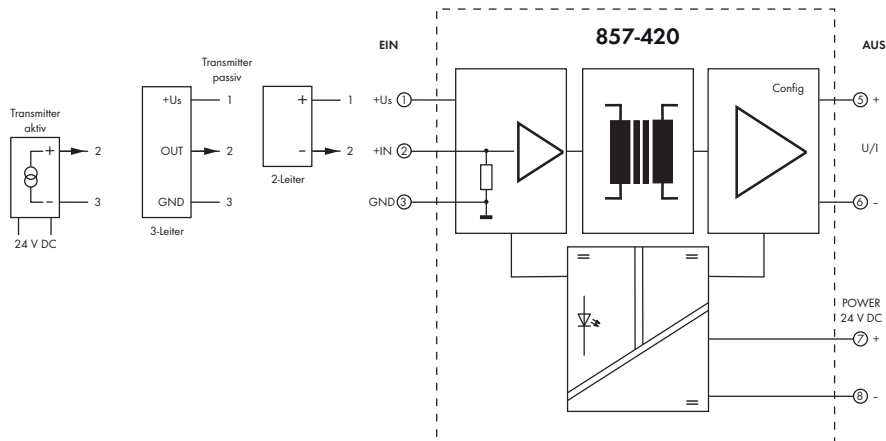 857-420
EIN
AUS
Transmitter
passiv
Transmitter
aktiv
+
2
−
3
24 V DC
+Us
1
OUT
2
GND
3
3-Leiter
+
1
−
2
2-Leiter
+Us 1
+IN 2
GND 3
Config
5 +
U/I
6 −
POWER
24 V DC
7 +
8 −